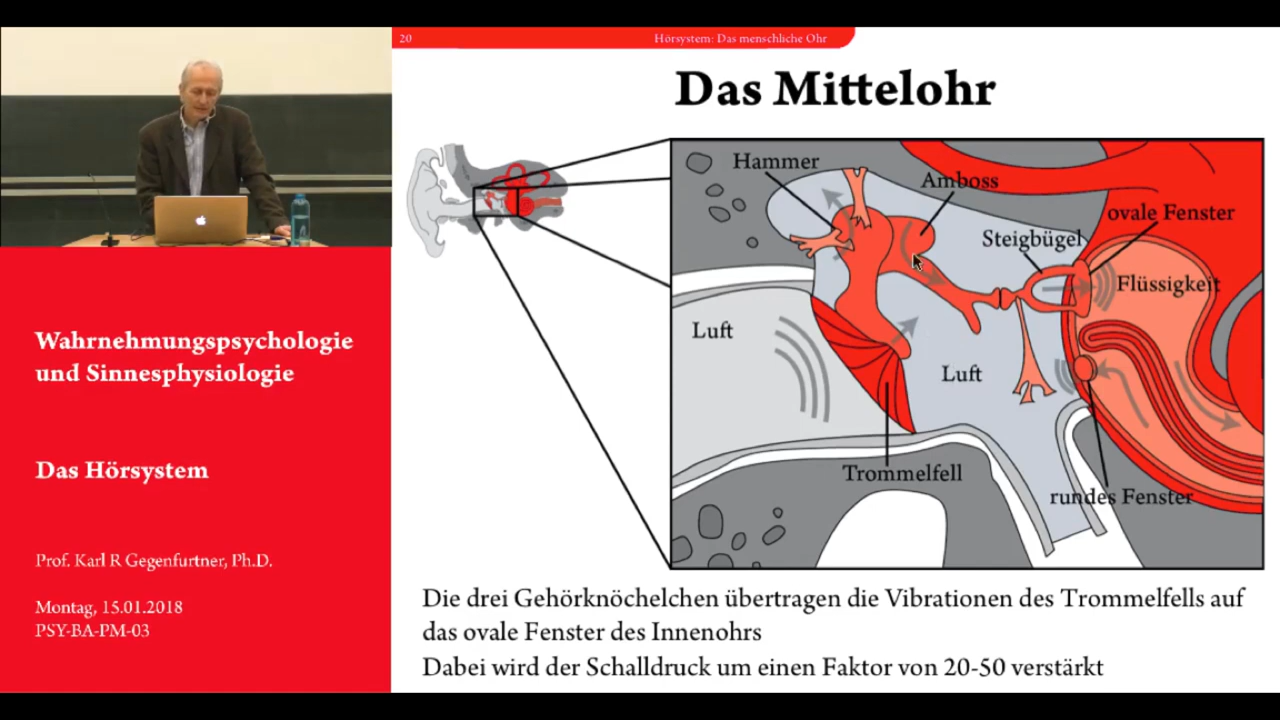 20
Hörsystem: Das menschliche Ohr
Das Mittelohr
Hammer
Amboss
ovale Fenster
Steigbügel
Flüssigkeit
Luft
Luft
Trommelfell
rundes Fenster
Die drei Gehörknöchelchen übertragen die Vibrationen des Trommelfells auf
das ovale Fenster des Innenohrs
Dabei wird der Schalldruck um einen Faktor von 20-50 verstärkt
Wahrnehmungspsychologie
und Sinnesphysiologie
Das Hörsystem
Prof. Karl R Gegenfurtner, Ph.D.
Montag, 15.01.2018
PSY-BA-PM-03